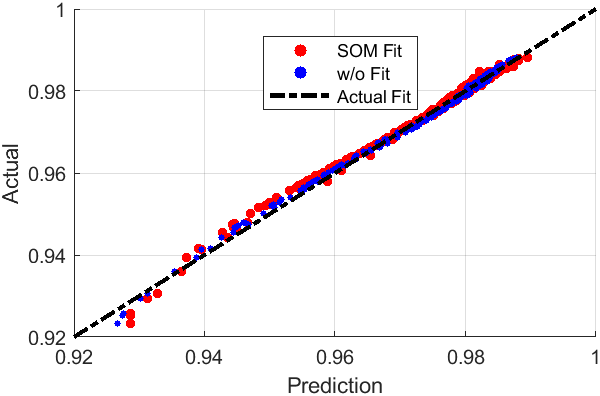 1
0.98
0.96
0.94
0.92
Actual
SOM Fit
w/o Fit
Actual Fit
0.92
0.94
0.96
0.98
1
Prediction